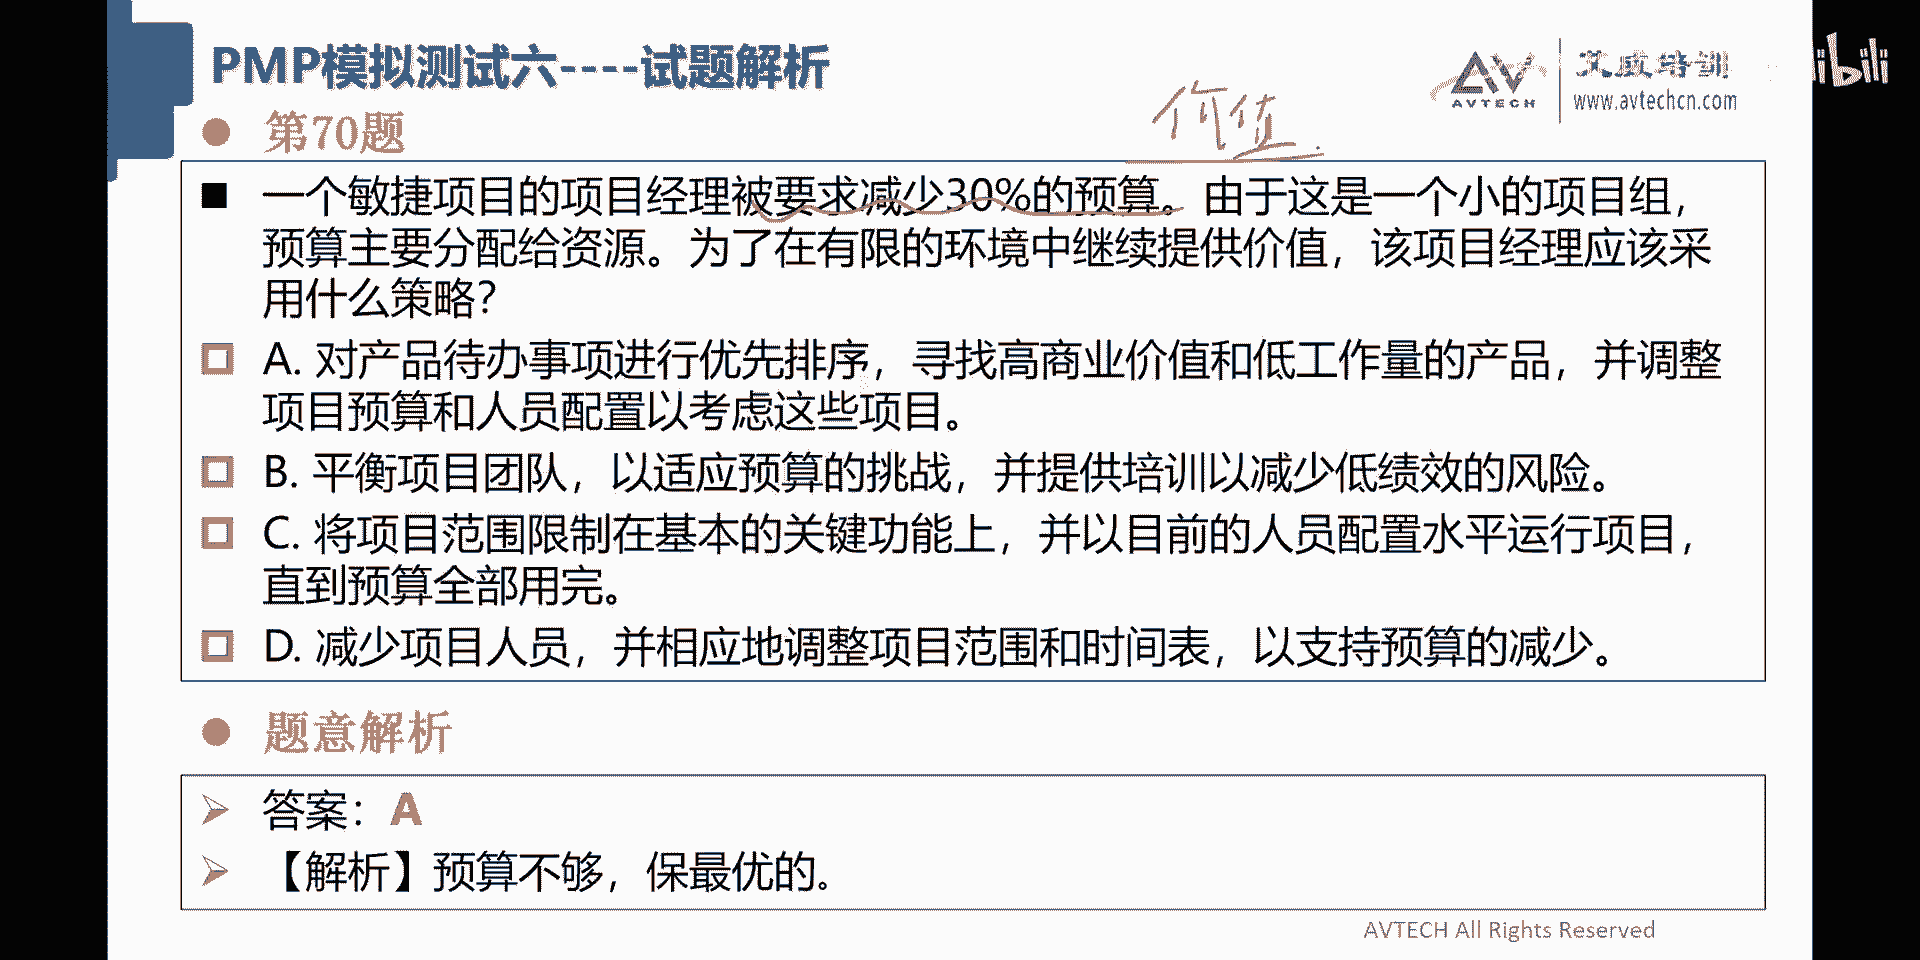 PMP模拟测试六----试题解析
艾威培训
AVTECH
www.avtechcn.com
bili
价值
第70题
一个敏捷项目的项目经理被要求减少30%的预算。由于这是一个小的项目组，
预算主要分配给资源。为了在有限的环境中继续提供价值，该项目经理应该采
用什么策略?
A. 对产品待办事项进行优先排序，寻找高商业价值和低工作量的产品，并调整
项目预算和人员配置以考虑这些项目。
B. 平衡项目团队，以适应预算的挑战，并提供培训以减少低绩效的风险。
C. 将项目范围限制在基本的关键功能上，并以目前的人员配置水平运行项目，
直到预算全部用完。
D. 减少项目人员，并相应地调整项目范围和时间表，以支持预算的减少。
题意解析
答案：A
【解析】预算不够，保最优的。
AVTECH All Rights Reserved